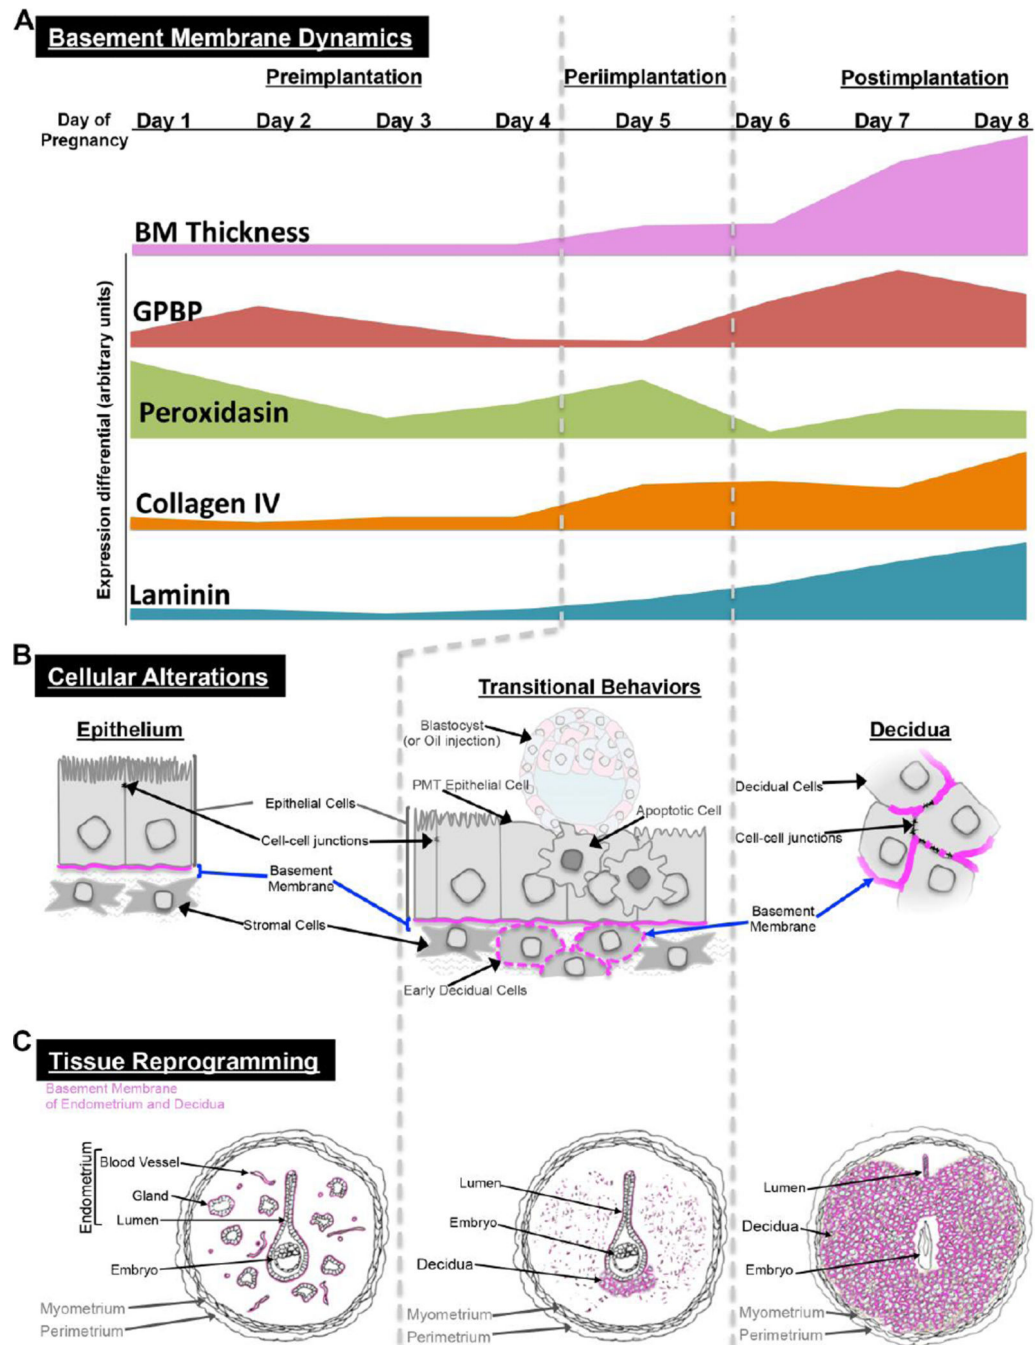 A
Basement Membrane Dynamics
Preimplantation
Periimplantation
Postimplantation
Day of
Pregnancy
Day 1
Day 2
Day 3
Day 4
Day 5
Day 6
Day 7
Day 8
Expression differential (arbitrary units)
BM Thickness
GPBP
Peroxidasin
Collagen IV
Laminin
B
Cellular Alterations
Epithelium
Transitional Behaviors
Decidua
Blastocyst
(or Oil injection)
PMT Epithelial Cell
Apoptotic Cell
Epithelial Cells
Cell-cell junctions
Basement
Membrane
Stromal Cells
Early Decidual Cells
Decidual Cells
Cell-cell junctions
Basement
Membrane
C
Tissue Reprogramming
Basement Membrane
of Endometrium and Decidua
Endometrium
Blood Vessel
Gland
Lumen
Embryo
Myometrium
Perimetrium
Lumen
Embryo
Decidua
Myometrium
Perimetrium
Lumen
Decidua
Embryo
Myometrium
Perimetrium